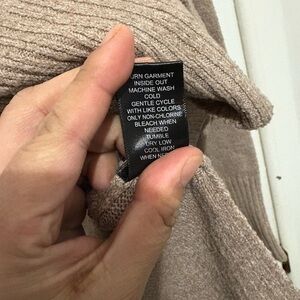 URN GARMENT
INSIDE OUT
MACHINE WASH
COLD
GENTLE CYCLE
WITH LIKE COLORS
ONLY NON-CHLORINE
BLEACH WHEN
NEEDED
TUMBLE
DRY LOW
COOL IRON
WHEN NE